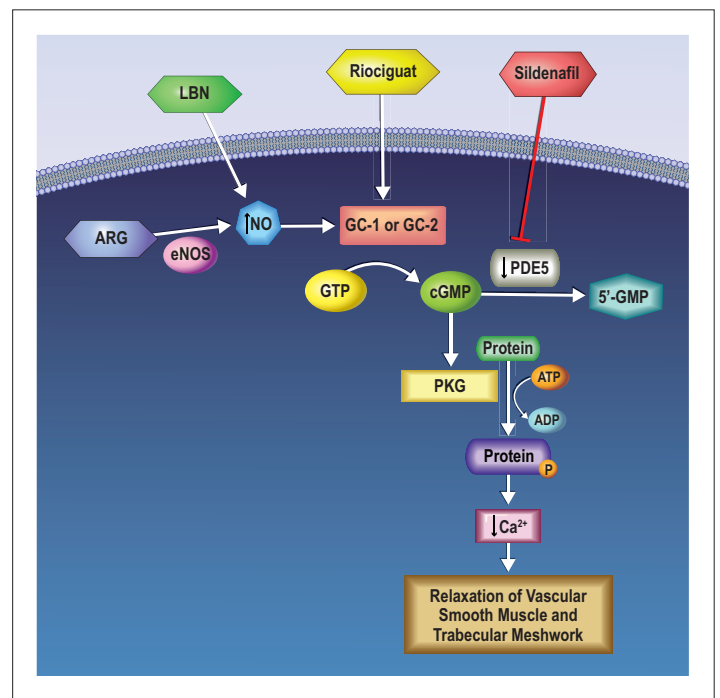 Riociguat
Sildenafil
LBN
ARG
eNOS
↑NO
GC-1 or GC-2
↓PDE5
GTP
cGMP
5'-GMP
Protein
PKG
ATP
ADP
Protein
P
↓Ca²⁺
Relaxation of Vascular
Smooth Muscle and
Trabecular Meshwork